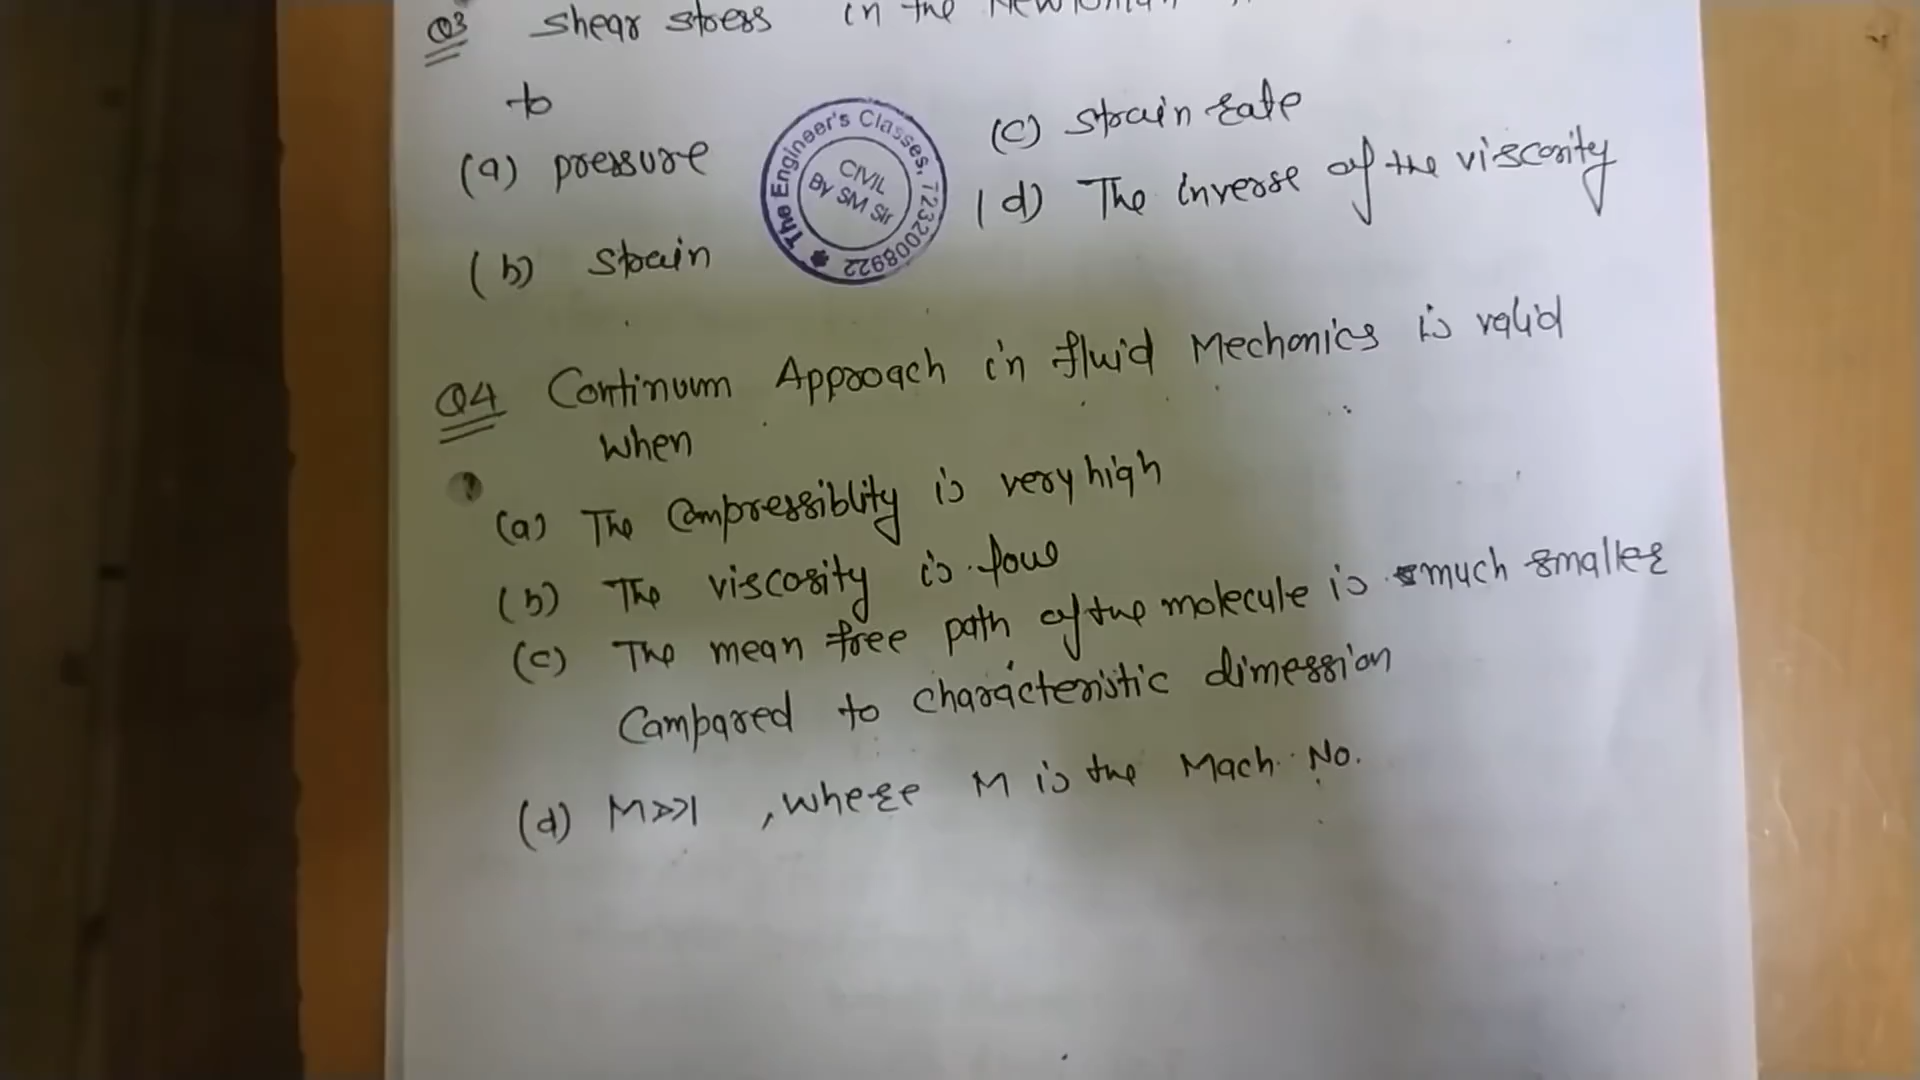 Q3 Shear stress in the Newtonian
to
(a) pressure
(c) strain rate
(b) strain
(d) The inverse of the viscosity
The Engineer's Classes, 7232008922
CIVIL
By SM Sir
Q4 Continuum Approach in fluid Mechanics is valid
when
(a) The compressiblity is very high
(b) The viscosity is low
(c) The mean free path of the molecule is much smaller
Compared to characteristic dimession
(d) M>>1 , where M is the Mach No.